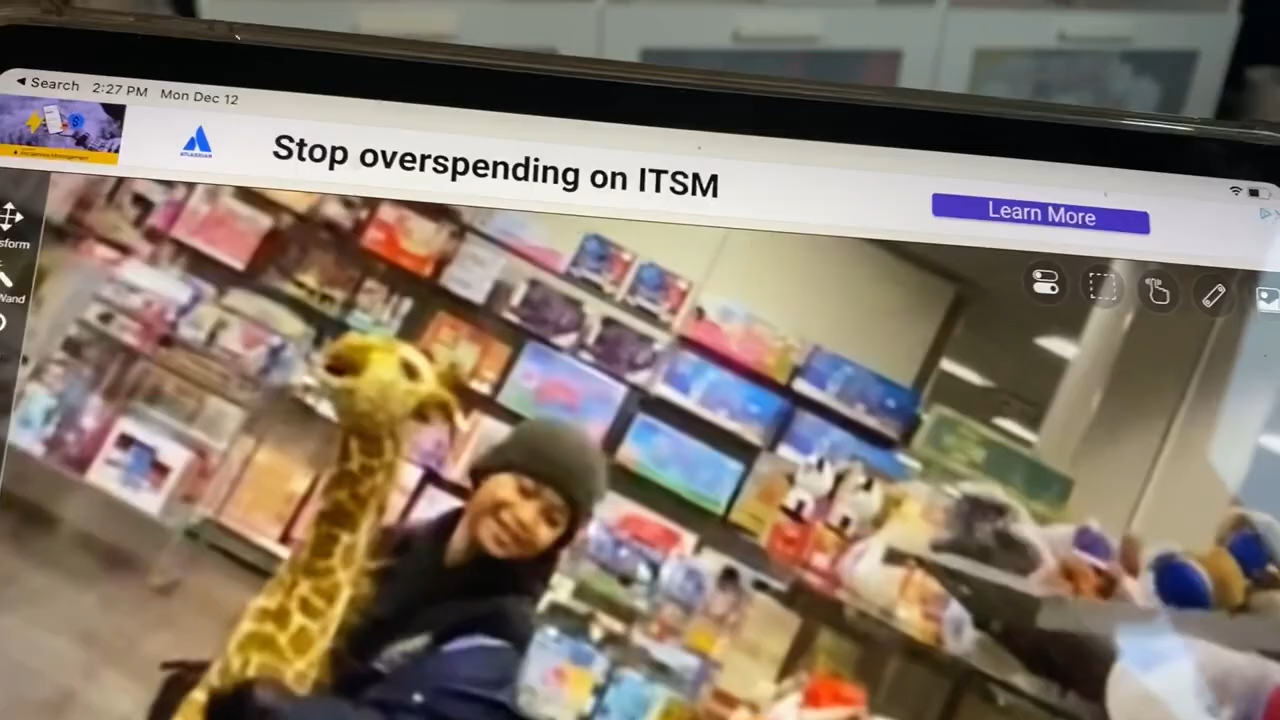 ◀ Search 2:27 PM Mon Dec 12
ATLASSIAN
Stop overspending on ITSM
Learn More
sform
Wand